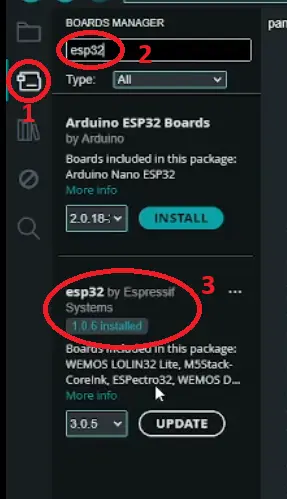 BOARDS MANAGER
esp32
2
Type:
All
1
Arduino ESP32 Boards
by Arduino
Boards included in this package:
Arduino Nano ESP32
More info
2.0.18-
INSTALL
3
esp32 by Espressif
Systems
1.0.6 installed
Boards included in this package:
WEMOS LOLIN32 Lite, M5Stack-
CoreInk, ESPectro32, WEMOS D...
More info
3.0.5
UPDATE